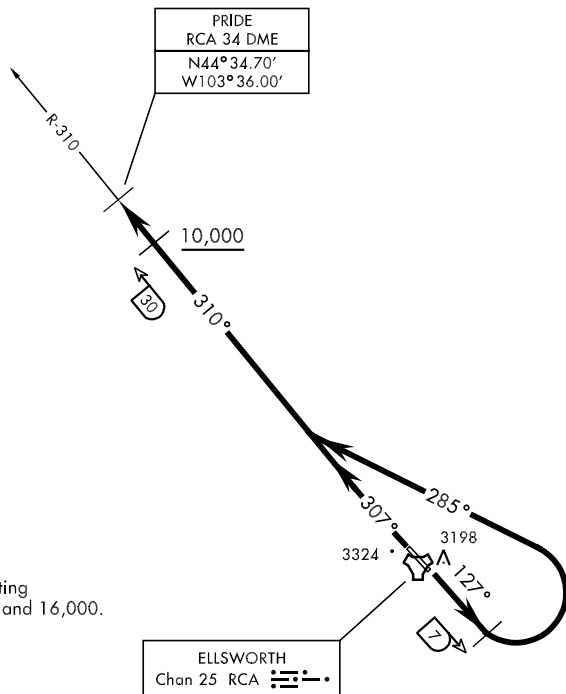 PRIDE
RCA 34 DME
N44° 34.70'
W103° 36.00'
R-310
10,000
30
310°
285°
307°
3324
3198
127°
7
ting
and 16,000.
ELLSWORTH
Chan 25 RCA